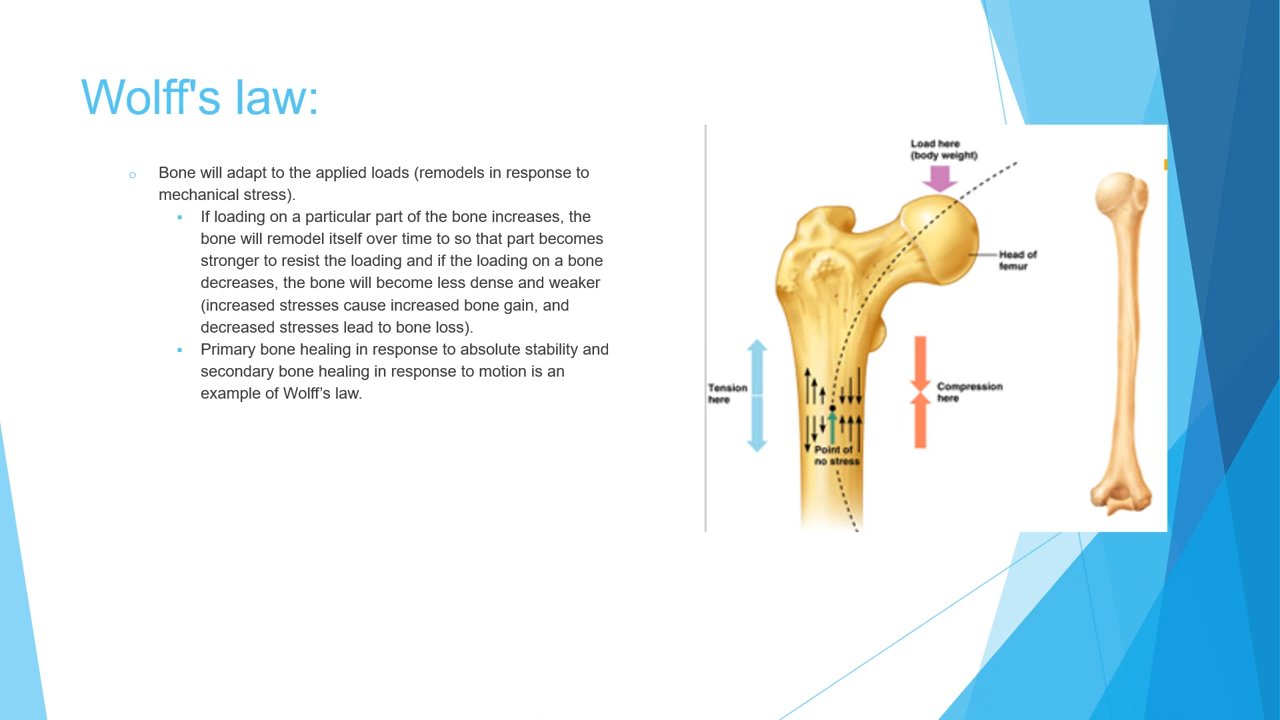 Wolff's law:
Bone will adapt to the applied loads (remodels in response to
mechanical stress).
If loading on a particular part of the bone increases, the
bone will remodel itself over time to so that part becomes
stronger to resist the loading and if the loading on a bone
decreases, the bone will become less dense and weaker
(increased stresses cause increased bone gain, and
decreased stresses lead to bone loss).
Primary bone healing in response to absolute stability and
secondary bone healing in response to motion is an
example of Wolff’s law.
Load here
(body weight)
Head of
femur
Tension
here
Compression
here
Point of
no stress